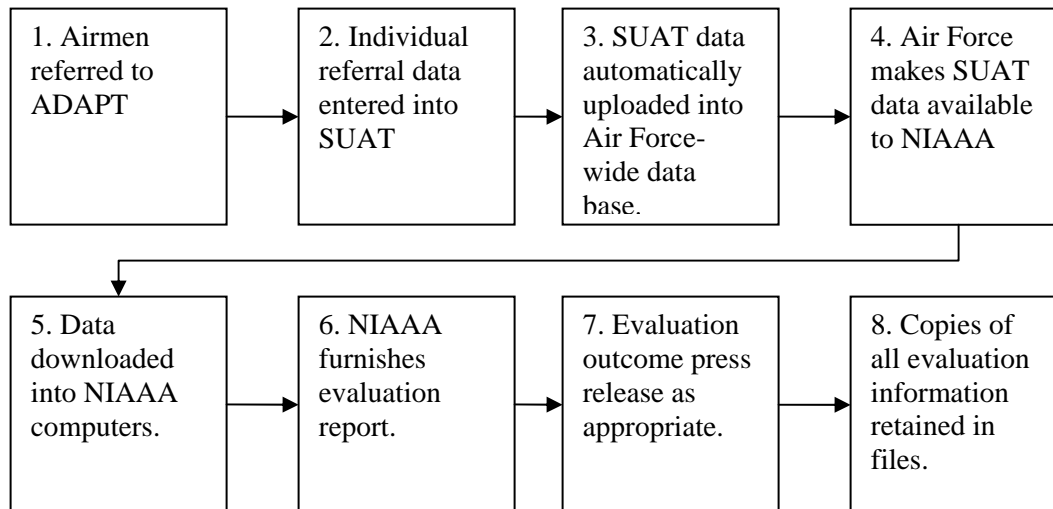 1. Airmen
referred to
ADAPT
2. Individual
referral data
entered into
SUAT
3. SUAT data
automatically
uploaded into
Air Force-
wide data
base.
4. Air Force
makes SUAT
data available
to NIAAA
5. Data
downloaded
into NIAAA
computers.
6. NIAAA
furnishes
evaluation
report.
7. Evaluation
outcome press
release as
appropriate.
8. Copies of
all evaluation
information
retained in
files.